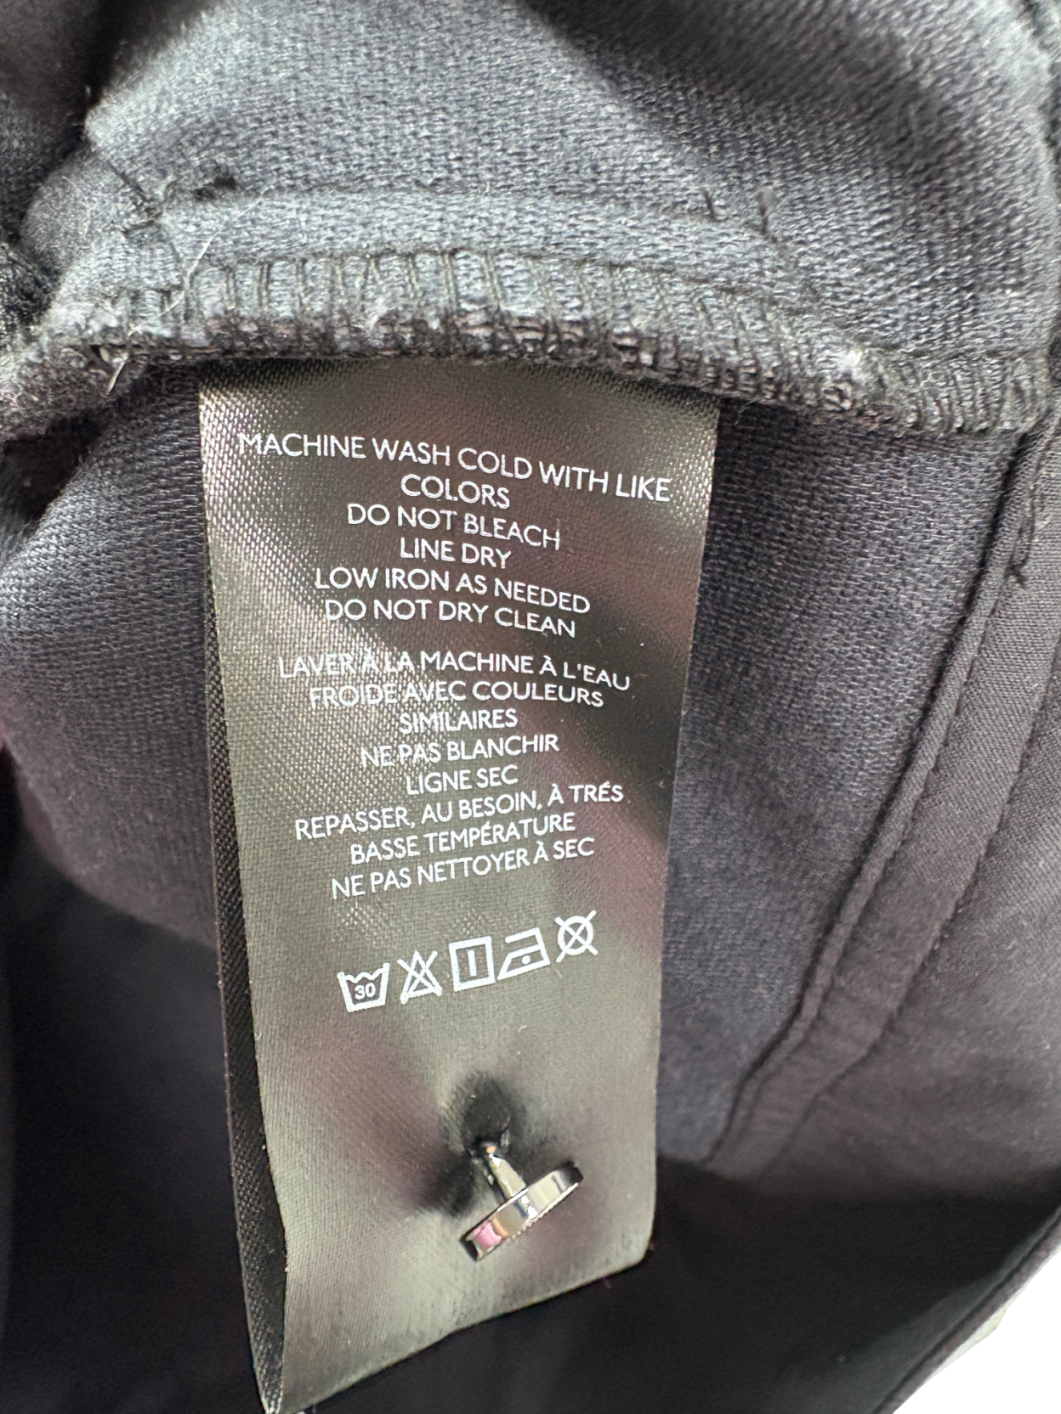 MACHINE WASH COLD WITH LIKE
COLORS
DO NOT BLEACH
LINE DRY
LOW IRON AS NEEDED
DO NOT DRY CLEAN
LAVER À LA MACHINE À L'EAU
FROIDE AVEC COULEURS
SIMILAIRES
NE PAS BLANCHIR
LIGNE SEC
REPASSER, AU BESOIN, À TRÉS
BASSE TEMPÉRATURE
NE PAS NETTOYER À SEC
30